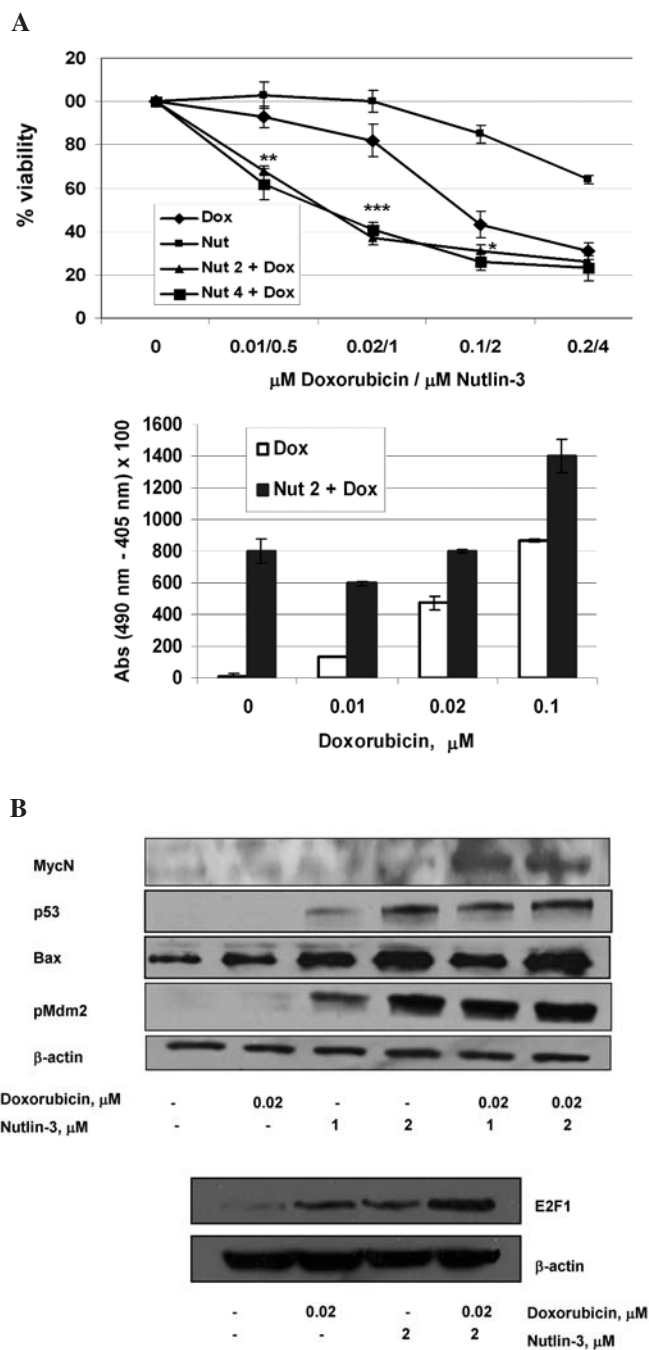 A
20
00
80
60
40
20
0
% viability
**
***
*
Dox
Nut
Nut 2 + Dox
Nut 4 + Dox
0 0.01/0.5 0.02/1 0.1/2 0.2/4
μM Doxorubicin / μM Nutlin-3
1600
1400
1200
1000
800
600
400
200
0
Abs (490 nm - 405 nm) x 100
Dox
Nut 2 + Dox
0 0.01 0.02 0.1
Doxorubicin, μM
B
MycN
p53
Bax
pMdm2
β-actin
Doxorubicin, μM - 0.02 - - 0.02 0.02
Nutlin-3, μM - - 1 2 1 2
E2F1
β-actin
- 0.02 - 0.02 Doxorubicin, μM
- - 2 2 Nutlin-3, μM